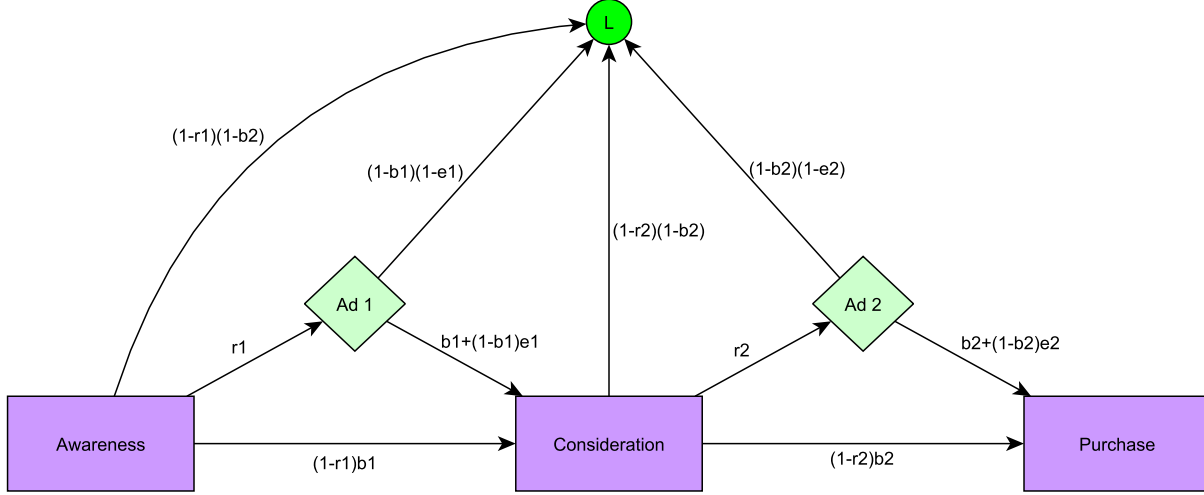 L
(1-r1)(1-b2)
(1-b1)(1-e1)
(1-b2)(1-e2)
(1-r2)(1-b2)
Ad 1
Ad 2
r1
b1+(1-b1)e1
r2
b2+(1-b2)e2
Awareness
Consideration
Purchase
(1-r1)b1
(1-r2)b2